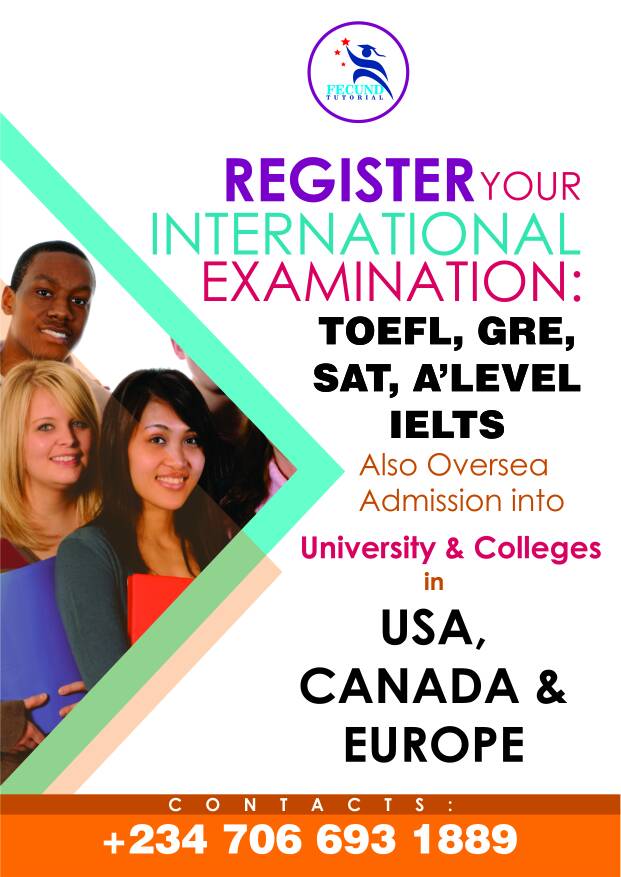 FECUND
TUTORIAL
REGISTER YOUR
INTERNATIONAL
EXAMINATION:
TOEFL, GRE,
SAT, A'LEVEL
IELTS
Also Oversea
Admission into
University & Colleges
in
USA,
CANADA &
EUROPE
CONTACTS:
+234 706 693 1889